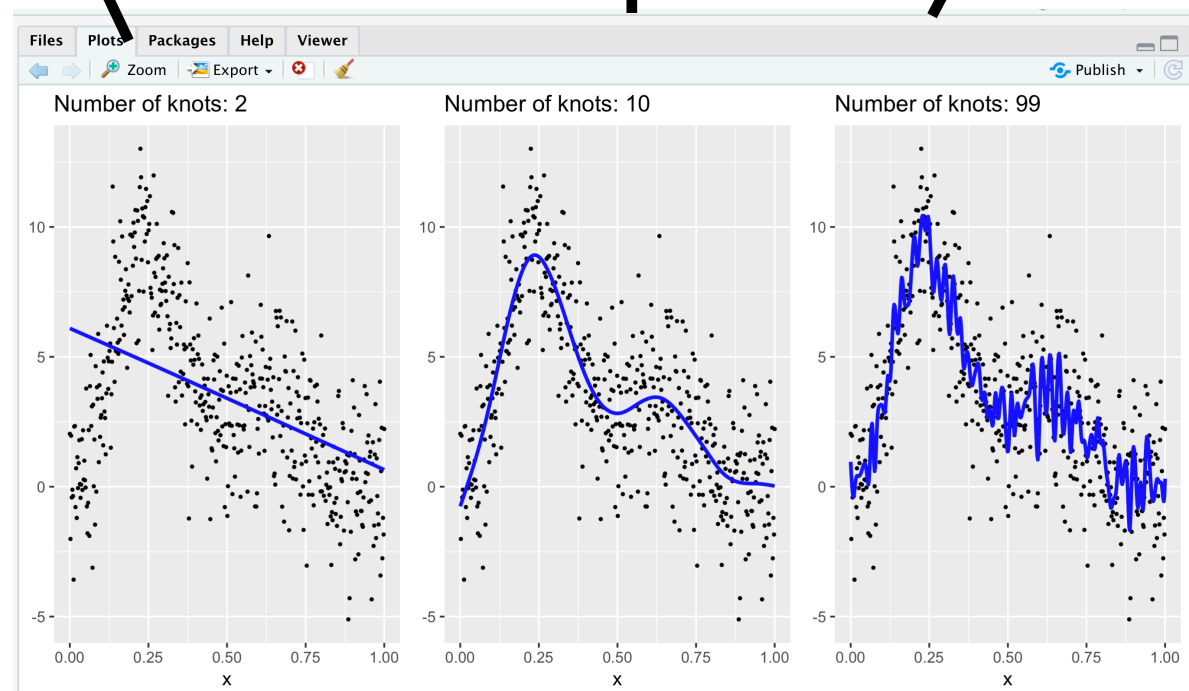 Files Plots Packages Help Viewer
Zoom Export Publish
Number of knots: 2 Number of knots: 10 Number of knots: 99
10 10 10
5 5 5
0 0 0
-5 -5 -5
0.00 0.25 0.50 0.75 1.00 0.00 0.25 0.50 0.75 1.00 0.00 0.25 0.50 0.75 1.00
x x x